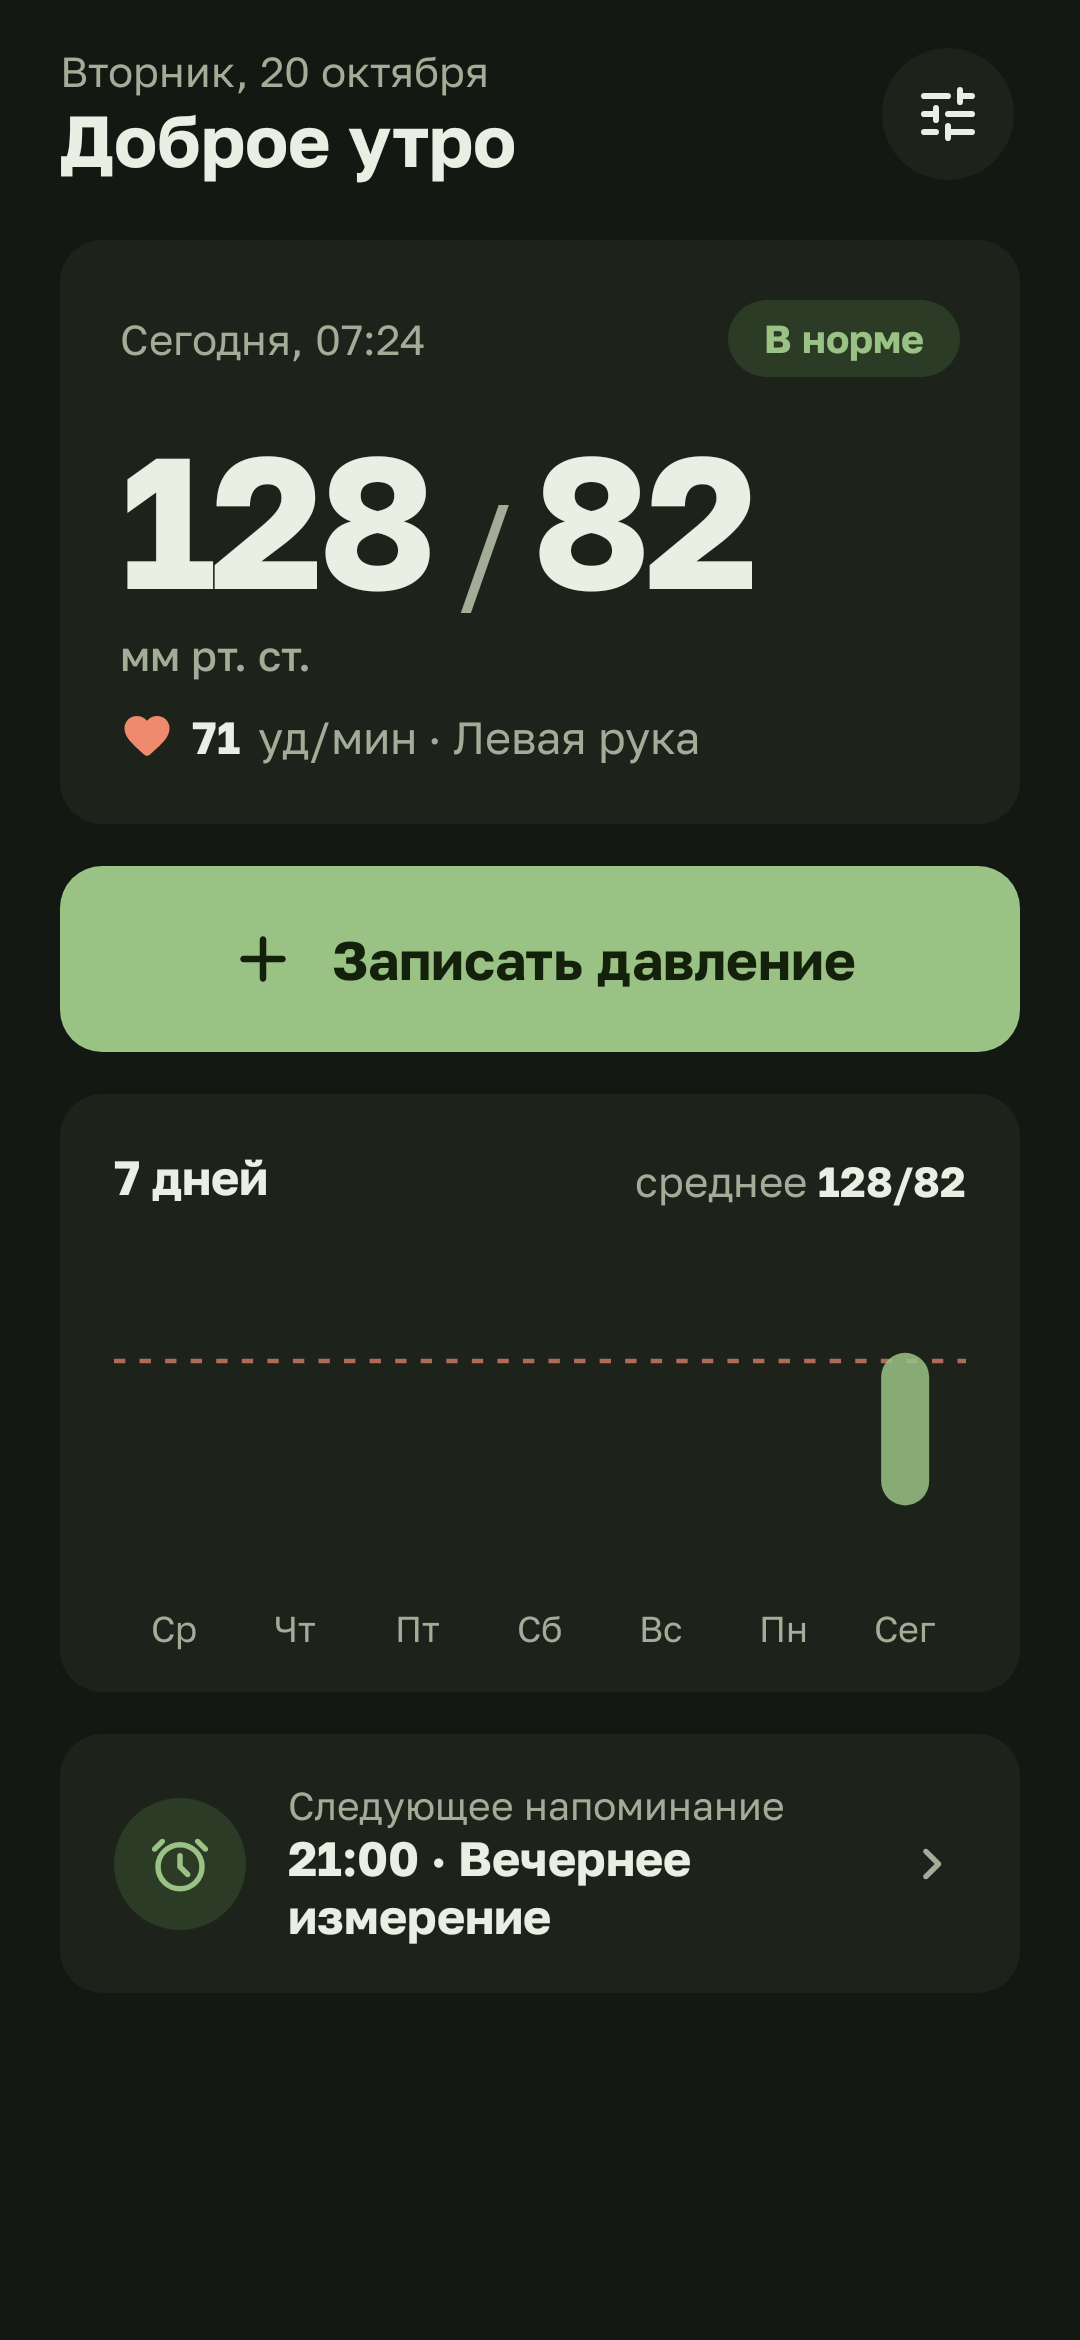 Вторник, 20 октября
Доброе утро
Сегодня, 07:24
В норме
128 / 82
мм рт. ст.
71 уд/мин · Левая рука
Записать давление
7 дней
среднее 128/82
Ср Чт Пт Сб Вс Пн Сег
Следующее напоминание
21:00 · Вечернее
измерение